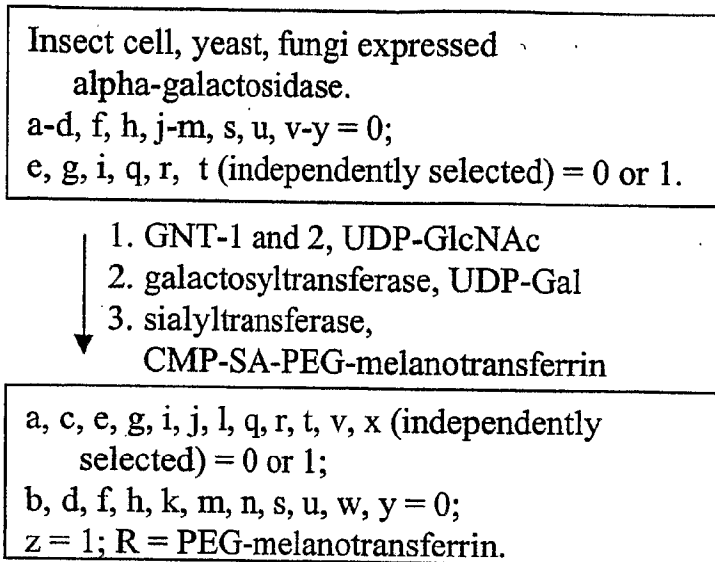 Insect cell, yeast, fungi expressed
alpha-galactosidase.
a-d, f, h, j-m, s, u, v-y = 0;
e, g, i, q, r, t (independently selected) = 0 or 1.
1. GNT-1 and 2, UDP-GlcNAc
2. galactosyltransferase, UDP-Gal
3. sialyltransferase,
CMP-SA-PEG-melanotransferrin
a, c, e, g, i, j, l, q, r, t, v, x (independently
selected) = 0 or 1;
b, d, f, h, k, m, n, s, u, w, y = 0;
z = 1; R = PEG-melanotransferrin.